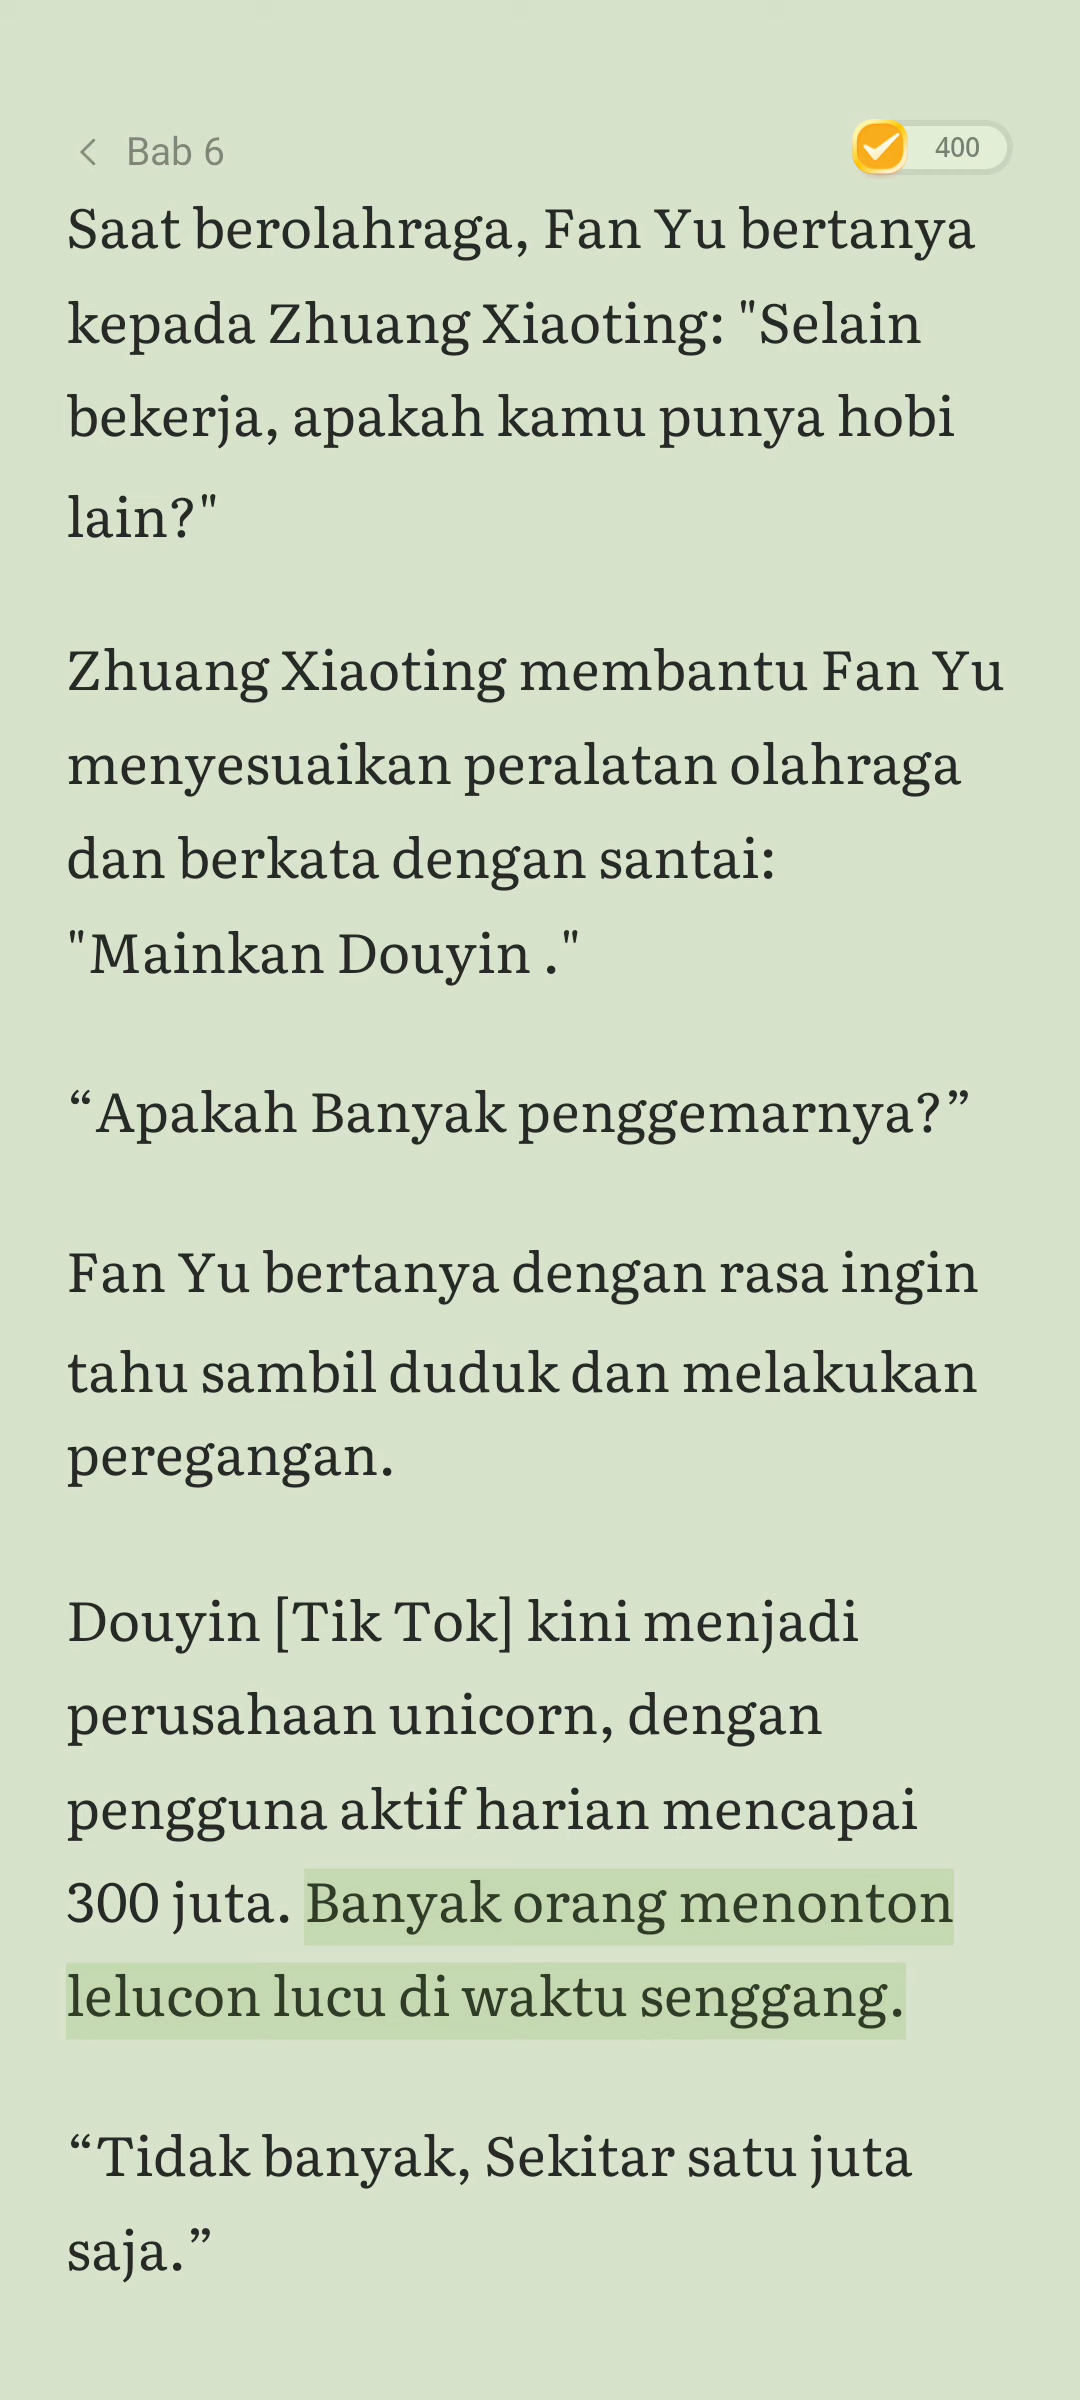 Bab 6
400
Saat berolahraga, Fan Yu bertanya
kepada Zhuang Xiaoting: "Selain
bekerja, apakah kamu punya hobi
lain?"
Zhuang Xiaoting membantu Fan Yu
menyesuaikan peralatan olahraga
dan berkata dengan santai:
"Mainkan Douyin ."
“Apakah Banyak penggemarnya?”
Fan Yu bertanya dengan rasa ingin
tahu sambil duduk dan melakukan
peregangan.
Douyin [Tik Tok] kini menjadi
perusahaan unicorn, dengan
pengguna aktif harian mencapai
300 juta. Banyak orang menonton
lelucon lucu di waktu senggang.
“Tidak banyak, Sekitar satu juta
saja.”